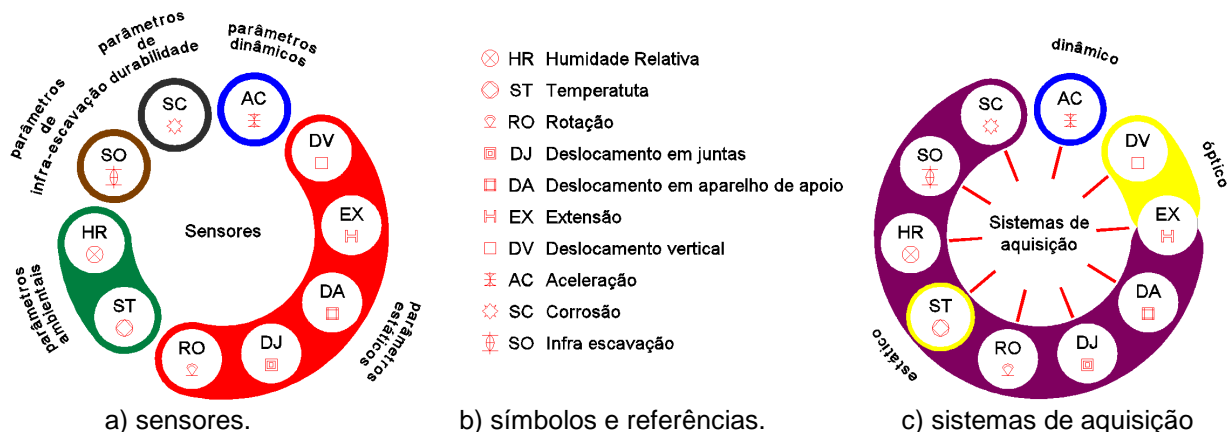 parâmetros
de
infra-escavação
parâmetros
de
durabilidade
parâmetros
dinâmicos
SC
AC
SO
DV
HR
Sensores
EX
ST
DA
RO
DJ
parâmetros
ambientais
parâmetros
estáticos
a) sensores.
HR Humidade Relativa
ST Temperatuta
RO Rotação
DJ Deslocamento em juntas
DA Deslocamento em aparelho de apoio
EX Extensão
DV Deslocamento vertical
AC Aceleração
SC Corrosão
SO Infra escavação
b) símbolos e referências.
dinâmico
SC
AC
SO
DV
óptico
HR
Sistemas de
aquisição
EX
ST
DA
RO
DJ
estático
c) sistemas de aquisição